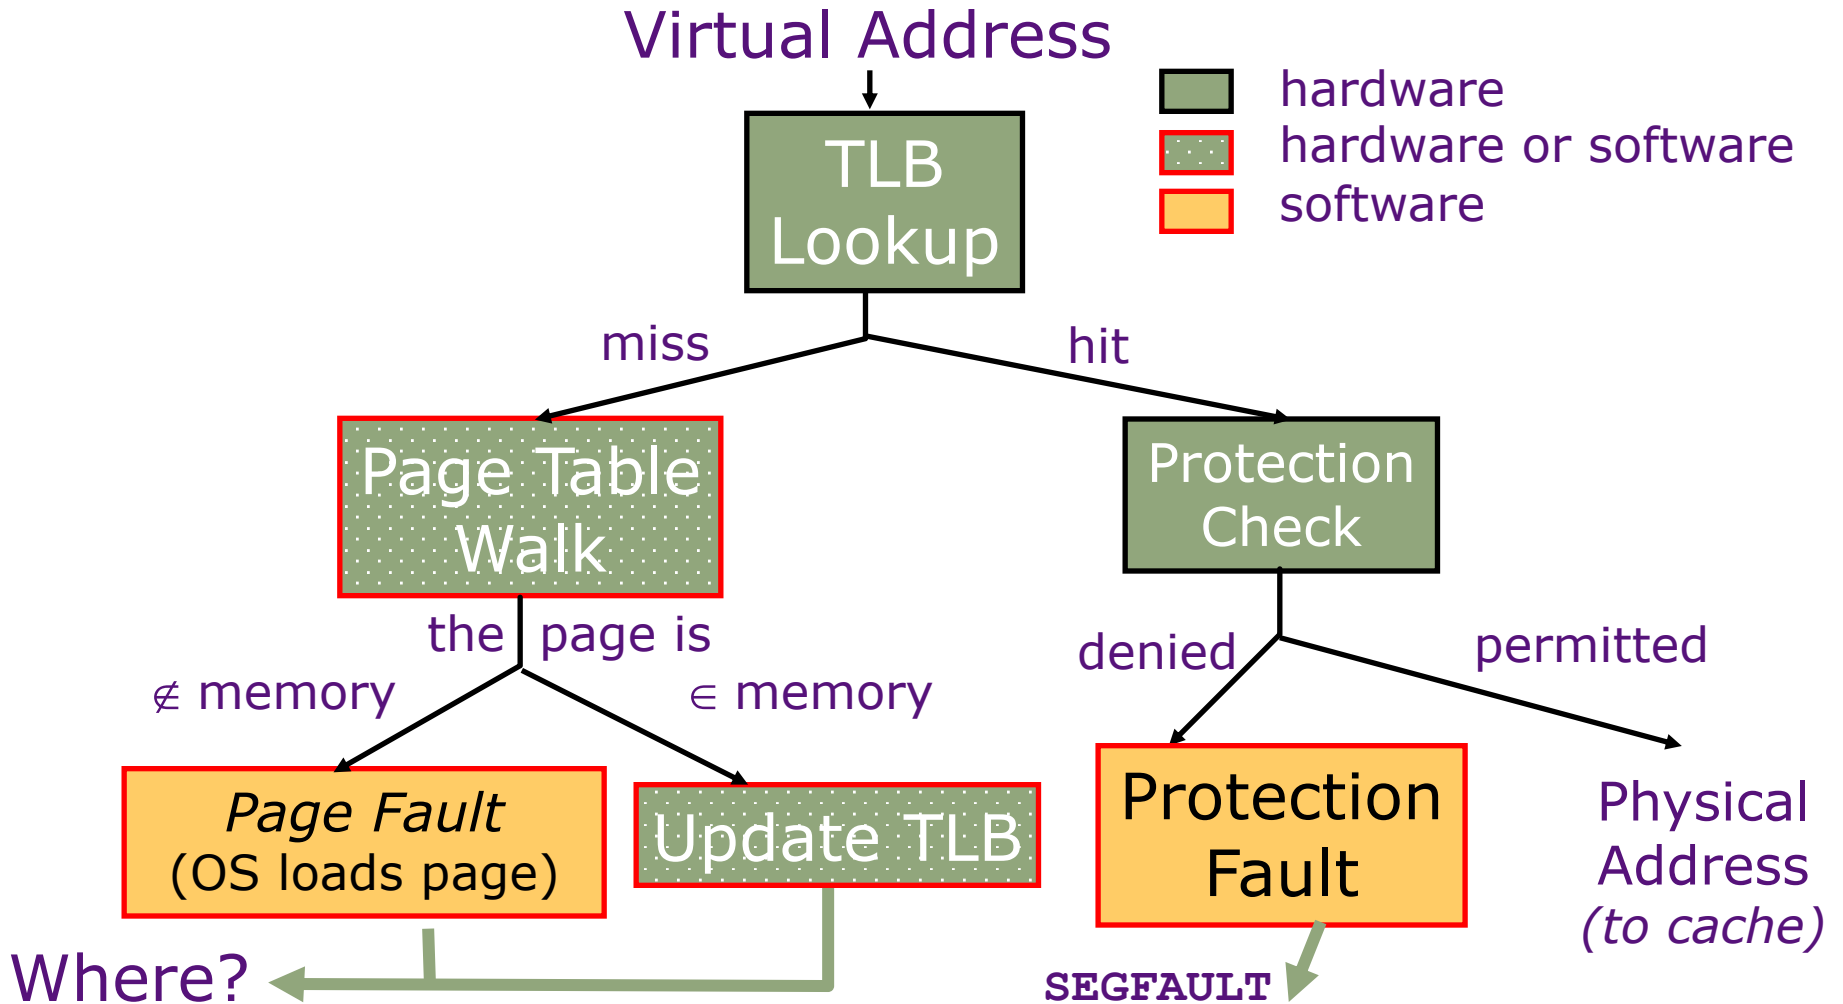 Virtual Address
hardware
hardware or software
software
TLB
Lookup
miss
hit
Page Table
Walk
Protection
Check
the page is
∉ memory
∈ memory
denied
permitted
Page Fault
(OS loads page)
Update TLB
Protection
Fault
Physical
Address
(to cache)
Where?
SEGFAULT